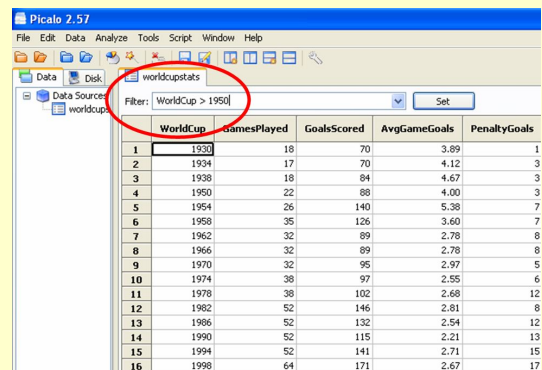 Picalo 2.57
File Edit Data Analyze Tools Script Window Help
Data Disk worldcupstats
Data Sources
worldcups
Filter: WorldCup > 1950 Set
WorldCup GamesPlayed GoalsScored AvgGameGoals PenaltyGoals
1 1930 18 70 3.89 1
2 1934 17 70 4.12 3
3 1938 18 84 4.67 3
4 1950 22 88 4.00 3
5 1954 26 140 5.38 7
6 1958 35 126 3.60 7
7 1962 32 89 2.78 8
8 1966 32 89 2.78 8
9 1970 32 95 2.97 5
10 1974 38 97 2.55 6
11 1978 38 102 2.68 12
12 1982 52 146 2.81 8
13 1986 52 132 2.54 12
14 1990 52 115 2.21 13
15 1994 52 141 2.71 15
16 1998 64 171 2.67 17